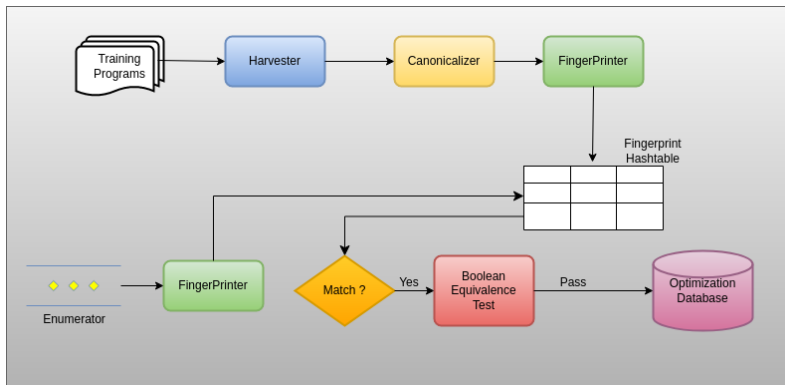 Training
Programs
Harvester
Canonicalizer
FingerPrinter
Fingerprint
Hashtable
Enumerator
FingerPrinter
Match ?
Yes
Boolean
Equivalence
Test
Pass
Optimization
Database